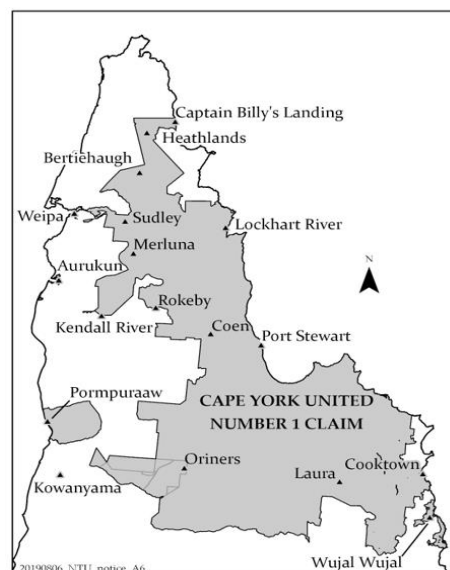 Captain Billy's Landing
Heathlands
Bertiehaugh
Weipa
Sudley
Lockhart River
Merluna
Aurukun
N
Rokeby
Kendall River
Coen
Port Stewart
Pormpuraaw
CAPE YORK UNITED
NUMBER 1 CLAIM
Oriners
Cooktown
Laura
Kowanyama
Wujal Wujal
20190806_NTU_notice_A6